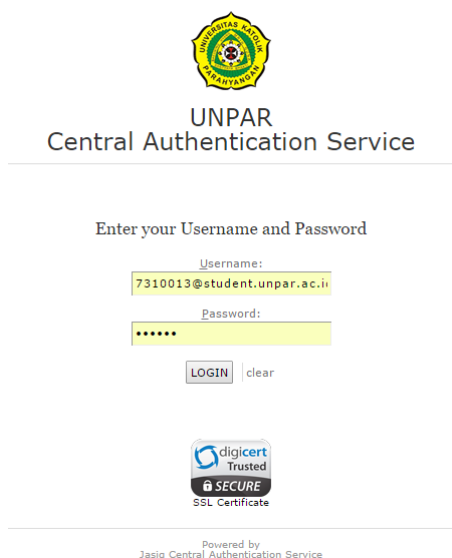 UNIVERSITAS KATOLIK
PARAHYANGAN
UNPAR
Central Authentication Service
Enter your Username and Password
Username:
7310013@student.unpar.ac.i
Password:
••••••
LOGIN clear
digicert
Trusted
SECURE
SSL Certificate
Powered by
Jasig Central Authentication Service